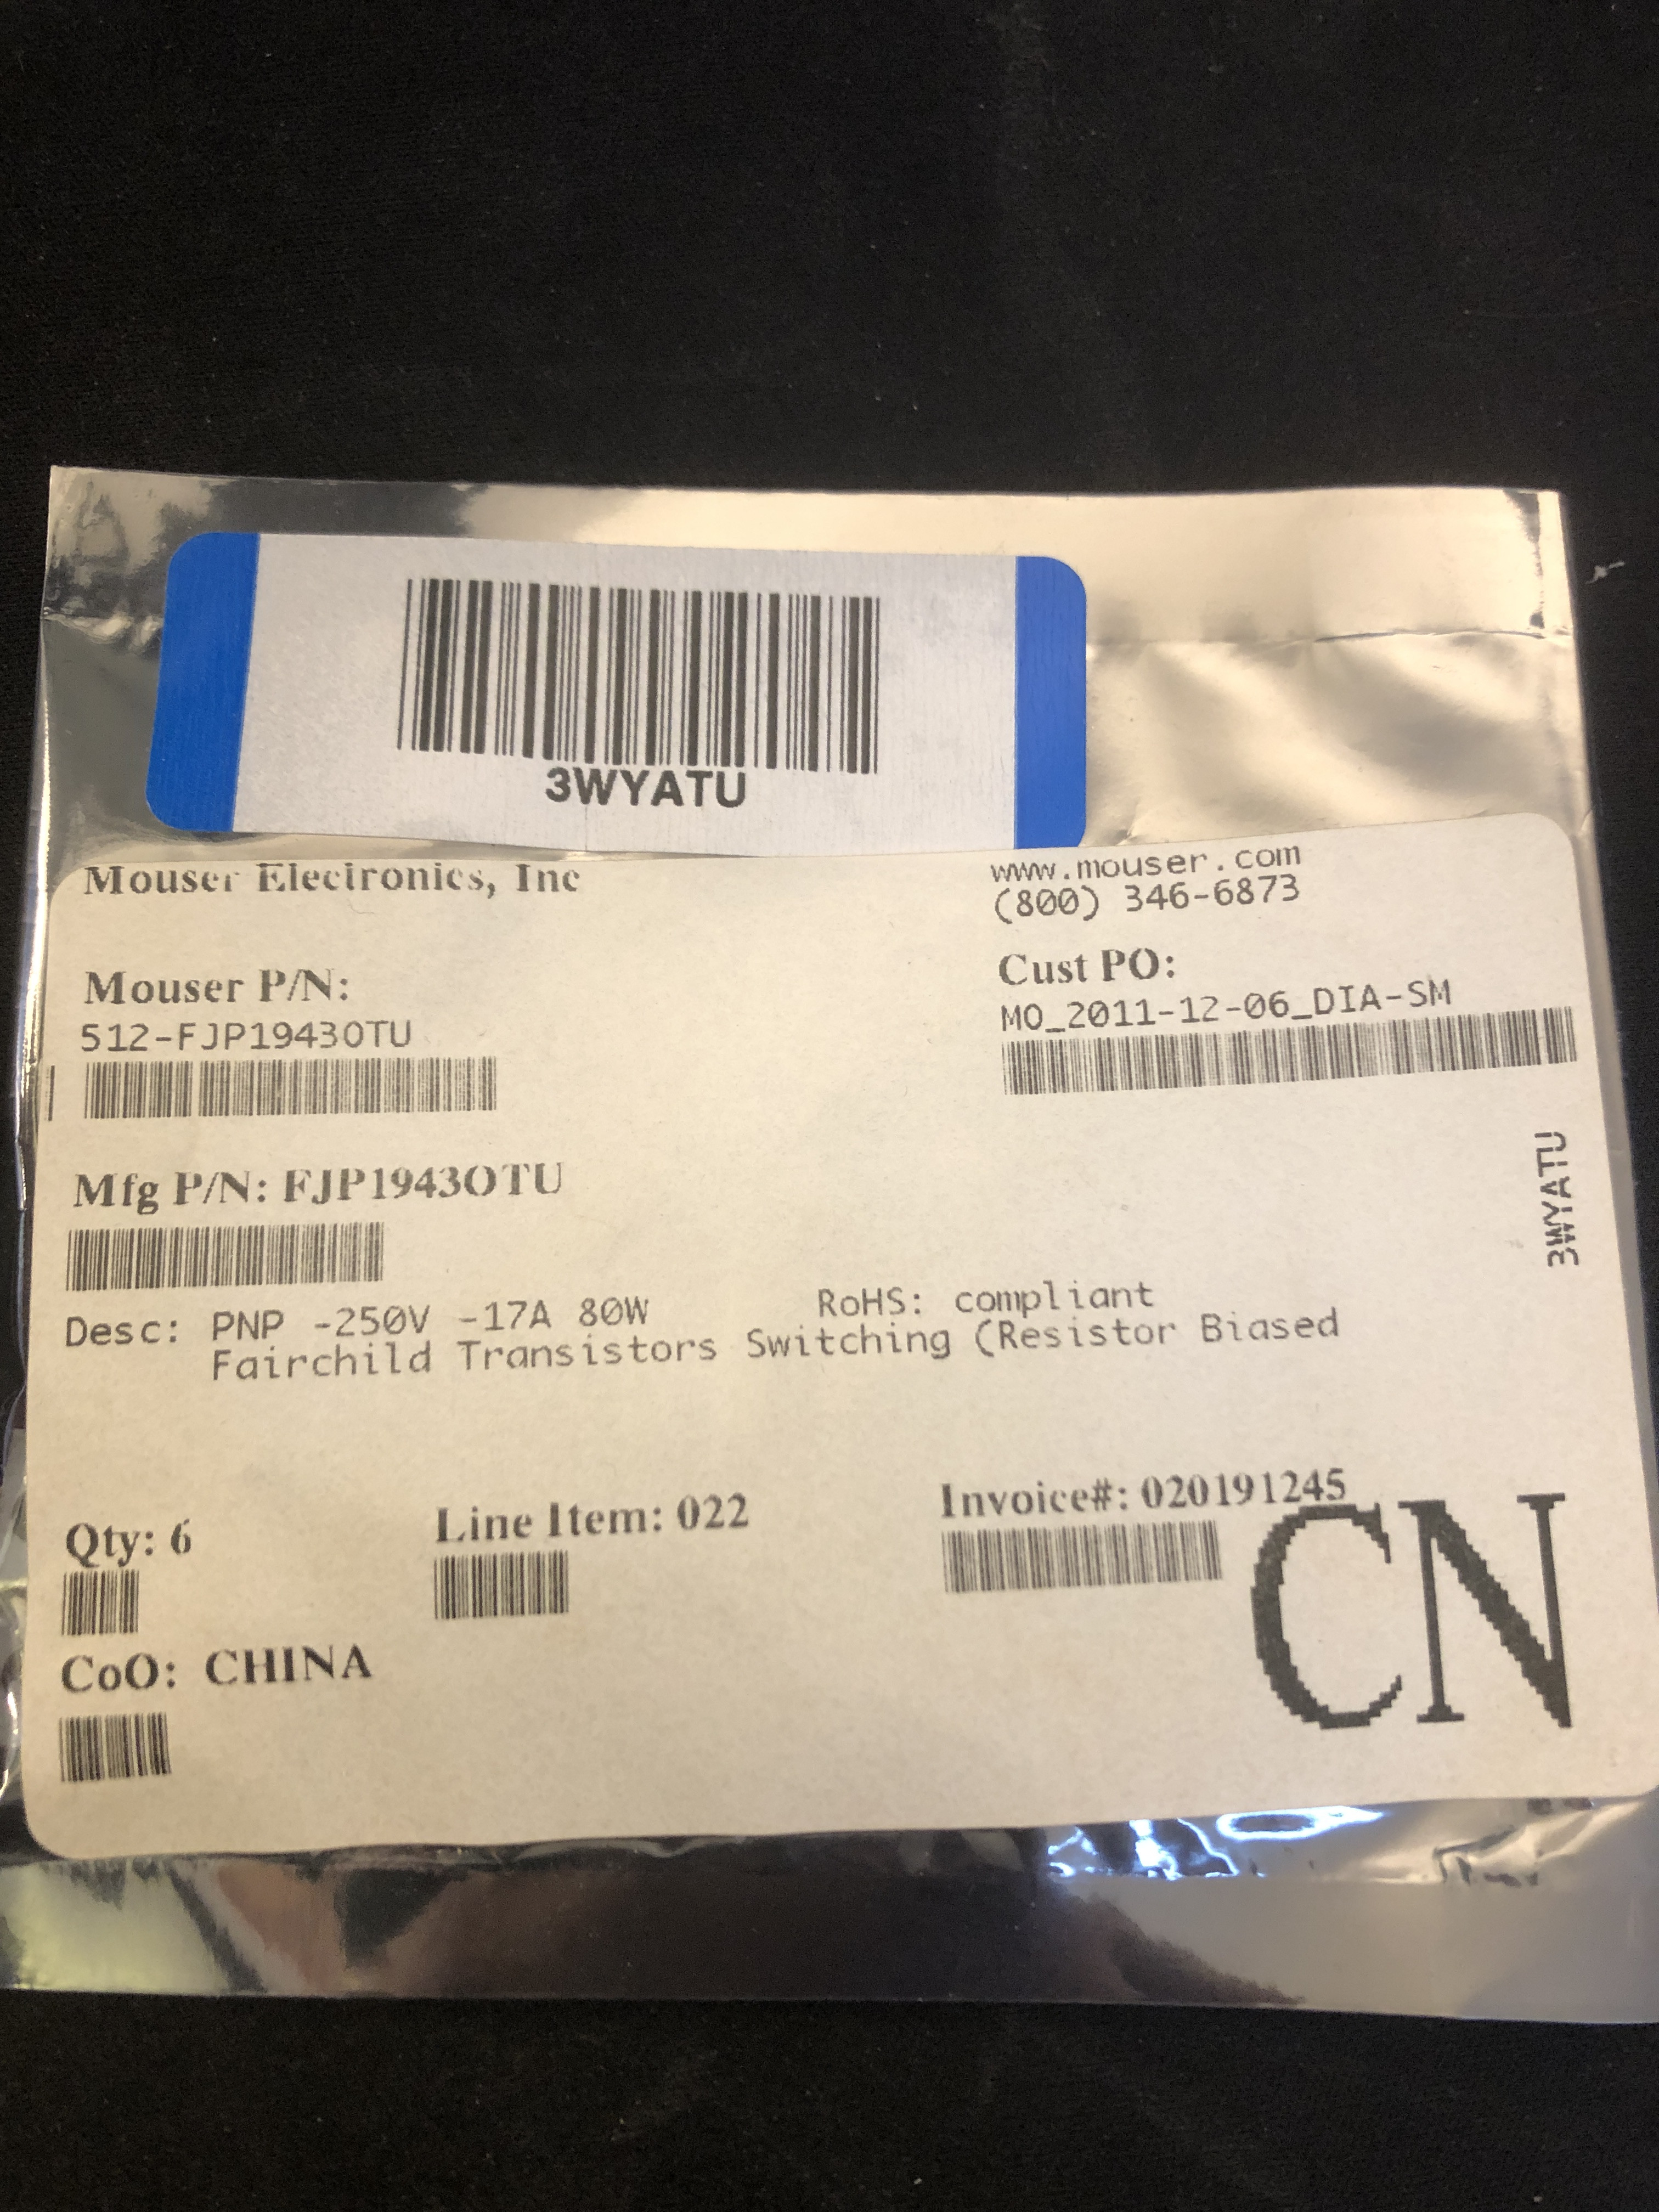 3WYATU
Mouser Electronics, Inc
www.mouser.com
(800) 346-6873
Mouser P/N:
512-FJP1943OTU
Cust PO:
MO_2011-12-06_DIA-SM
Mfg P/N: FJP1943OTU
3WYATU
Desc: PNP -250V -17A 80W RoHS: compliant
Fairchild Transistors Switching (Resistor Biased
Qty: 6
Line Item: 022
Invoice#: 020191245
CN
CoO: CHINA